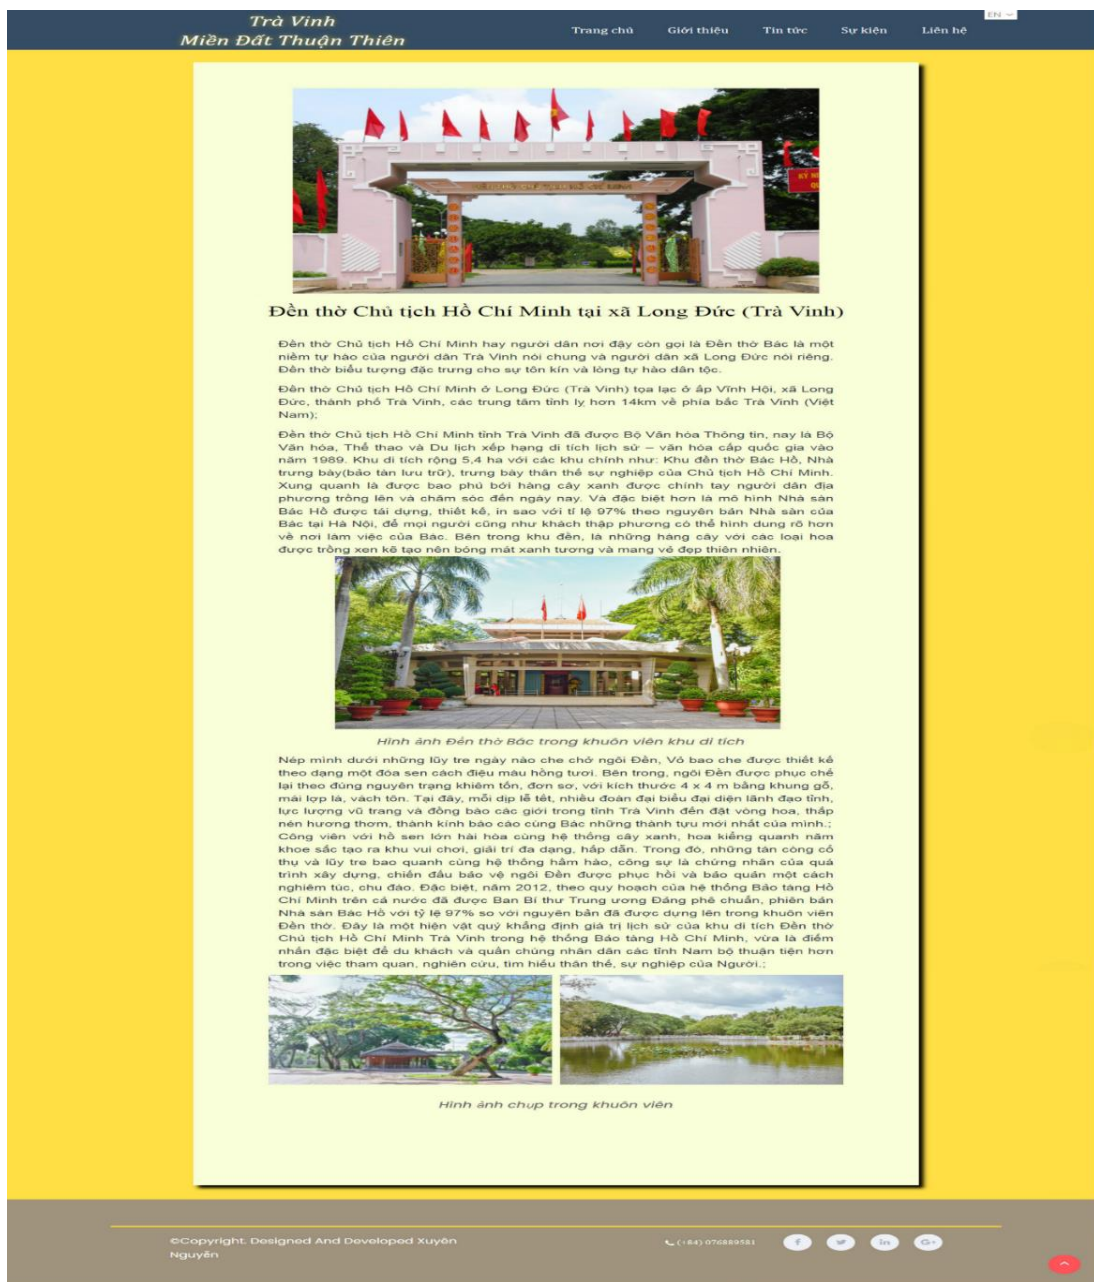 Trà Vinh
Miền Đất Thuận Thiên
Trang chủ Giới thiệu Tin tức Sự kiện Liên hệ
EN
Đền thờ Chủ tịch Hồ Chí Minh tại xã Long Đức (Trà Vinh)
Đền thờ Chủ tịch Hồ Chí Minh hay người dân nơi đậy còn gọi là Đền thờ Bác là một
niềm tự hào của người dân Trà Vinh nói chung và người dân xã Long Đức nói riêng.
Đền thờ biểu tượng đặc trưng cho sự tôn kín và lòng tự hào dân tộc.
Đền thờ Chủ tịch Hồ Chí Minh ở Long Đức (Trà Vinh) tọa lạc ở ấp Vĩnh Hội, xã Long
Đức, thành phố Trà Vinh, các trung tâm tỉnh lỵ hơn 14km về phía bắc Trà Vinh (Việt
Nam);
Đền thờ Chủ tịch Hồ Chí Minh tỉnh Trà Vinh đã được Bộ Văn hóa Thông tin, nay là Bộ
Văn hóa, Thể thao và Du lịch xếp hạng di tích lịch sử – văn hóa cấp quốc gia vào
năm 1989. Khu di tích rộng 5,4 ha với các khu chính như: Khu đền thờ Bác Hồ, Nhà
trưng bày(bảo tàn lưu trữ), trưng bày thân thế sự nghiệp của Chủ tịch Hồ Chí Minh.
Xung quanh là được bao phủ bới hàng cây xanh được chính tay người dân địa
phương trồng lên và chăm sóc đến ngày nay. Và đặc biệt hơn là mô hình Nhà sàn
Bác Hồ được tái dựng, thiết kế, in sao với tỉ lệ 97% theo nguyên bản Nhà sàn của
Bác tại Hà Nội, để mọi người cũng như khách thập phương có thể hình dung rõ hơn
về nơi làm việc của Bác. Bên trong khu đền, là những hàng cây với các loại hoa
được trồng xen kẽ tạo nên bóng mát xanh tương và mang vẻ đẹp thiên nhiên.
Hình ảnh Đền thờ Bác trong khuôn viên khu di tích
Nép mình dưới những lũy tre ngày nào che chở ngôi Đền, Vỏ bao che được thiết kế
theo dạng một đóa sen cách điệu màu hồng tươi. Bên trong, ngôi Đền được phục chế
lại theo đúng nguyên trạng khiêm tốn, đơn sơ, với kích thước 4 x 4 m bằng khung gỗ,
mái lợp lá, vách tôn. Tại đây, mỗi dịp lễ tết, nhiều đoàn đại biểu đại diện lãnh đạo tỉnh,
lực lượng vũ trang và đồng bào các giới trong tỉnh Trà Vinh đến đặt vòng hoa, thắp
nén hương thơm, thành kính báo cáo cùng Bác những thành tựu mới nhất của mình.;
Công viên với hồ sen lớn hài hòa cùng hệ thống cây xanh, hoa kiểng quanh năm
khoe sắc tạo ra khu vui chơi, giải trí đa dạng, hấp dẫn. Trong đó, những tán cổng cổ
thụ và lũy tre bao quanh cùng hệ thống hầm hào, công sự là chứng nhân của quá
trình xây dựng, chiến đấu bảo vệ ngôi Đền được phục hồi và bảo quản một cách
nghiêm túc, chu đáo. Đặc biệt, năm 2012, theo quy hoạch của hệ thống Bảo tàng Hồ
Chí Minh trên cả nước đã được Ban Bí thư Trung ương Đảng phê chuẩn, phiên bản
Nhà sàn Bác Hồ với tỷ lệ 97% so với nguyên bản đã được dựng lên trong khuôn viên
Đền thờ. Đây là một hiện vật quý khẳng định giá trị lịch sử của khu di tích Đền thờ
Chủ tịch Hồ Chí Minh Trà Vinh trong hệ thống Bảo tàng Hồ Chí Minh, vừa là điểm
nhấn đặc biệt để du khách và quần chúng nhân dân các tỉnh Nam bộ thuận tiện hơn
trong việc tham quan, nghiên cứu, tìm hiểu thân thế, sự nghiệp của Người.;
Hình ảnh chụp trong khuôn viên
©Copyright. Designed And Developed Xuyên
Nguyễn
(+84) 076889581
f in G+